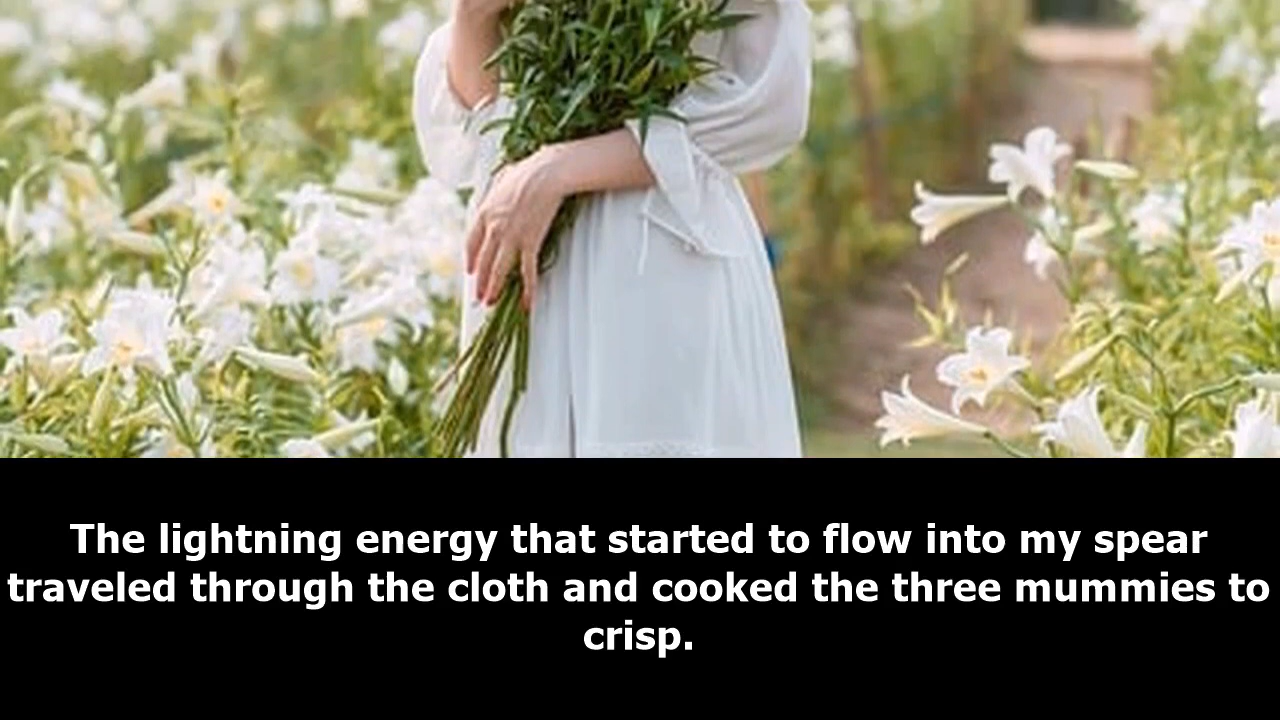 The lightning energy that started to flow into my spear
traveled through the cloth and cooked the three mummies to
crisp.